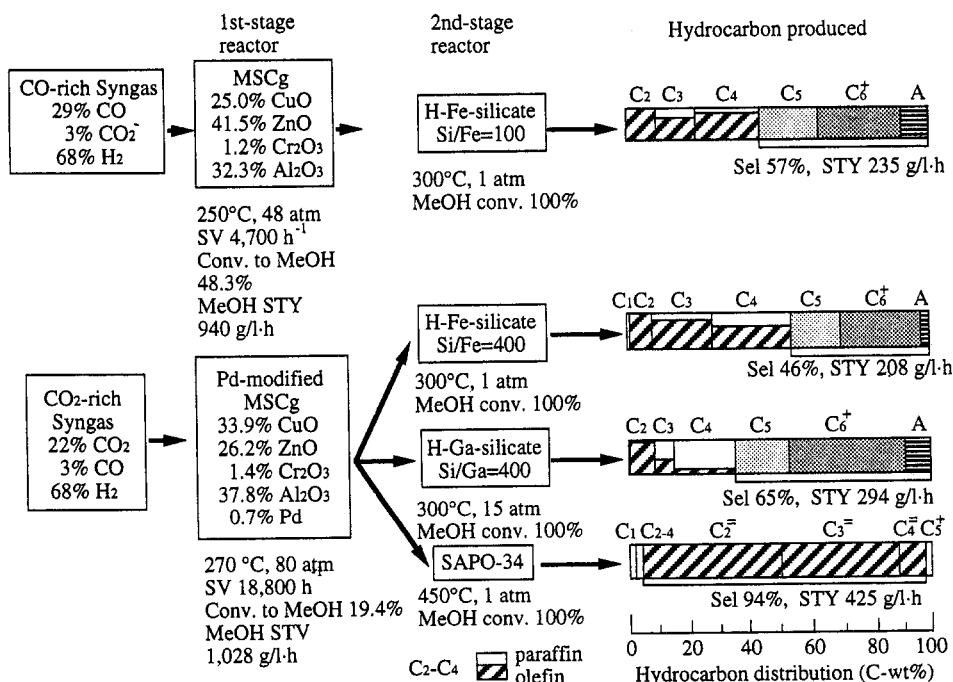 1st-stage
reactor
2nd-stage
reactor
Hydrocarbon produced
CO-rich Syngas
29% CO
3% CO2-
68% H2
MSCg
25.0% CuO
41.5% ZnO
1.2% Cr2O3
32.3% Al2O3
250°C, 48 atm
SV 4,700 h-1
Conv. to MeOH
48.3%
MeOH STY
940 g/l·h
H-Fe-silicate
Si/Fe=100
300°C, 1 atm
MeOH conv. 100%
C2 C3 C4 C5 C6+ A
Sel 57%, STY 235 g/l·h
CO2-rich
Syngas
22% CO2
3% CO
68% H2
Pd-modified
MSCg
33.9% CuO
26.2% ZnO
1.4% Cr2O3
37.8% Al2O3
0.7% Pd
270 °C, 80 atm
SV 18,800 h
Conv. to MeOH 19.4%
MeOH STV
1,028 g/l·h
H-Fe-silicate
Si/Fe=400
300°C, 1 atm
MeOH conv. 100%
C1 C2 C3 C4 C5 C6+ A
Sel 46%, STY 208 g/l·h
H-Ga-silicate
Si/Ga=400
300°C, 15 atm
MeOH conv. 100%
C2 C3 C4 C5 C6+ A
Sel 65%, STY 294 g/l·h
SAPO-34
450°C, 1 atm
MeOH conv. 100%
C1 C2-4 C2= C3= C4= C5+
Sel 94%, STY 425 g/l·h
0 20 40 60 80 100
Hydrocarbon distribution (C-wt%)
C2-C4
paraffin
olefin